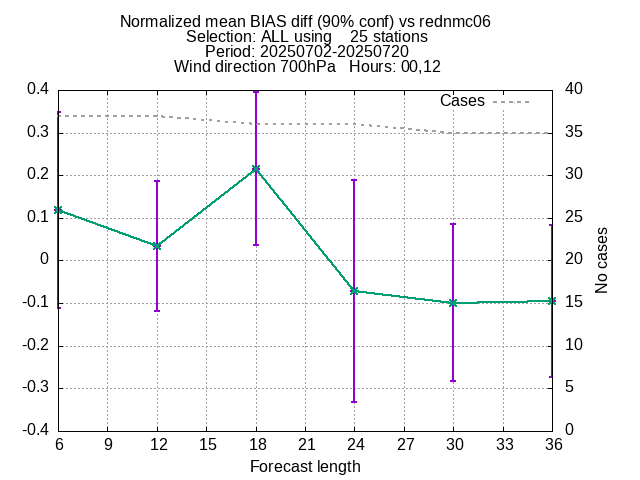 Normalized mean BIAS diff (90% conf) vs rednmc06
Selection: ALL using    25 stations
Period: 20250702-20250720
Wind direction 700hPa   Hours: 00,12
Cases
0.4
0.3
0.2
0.1
0
-0.1
-0.2
-0.3
-0.4
40
35
30
25
20
15
10
5
0
No cases
6 9 12 15 18 21 24 27 30 33 36
Forecast length